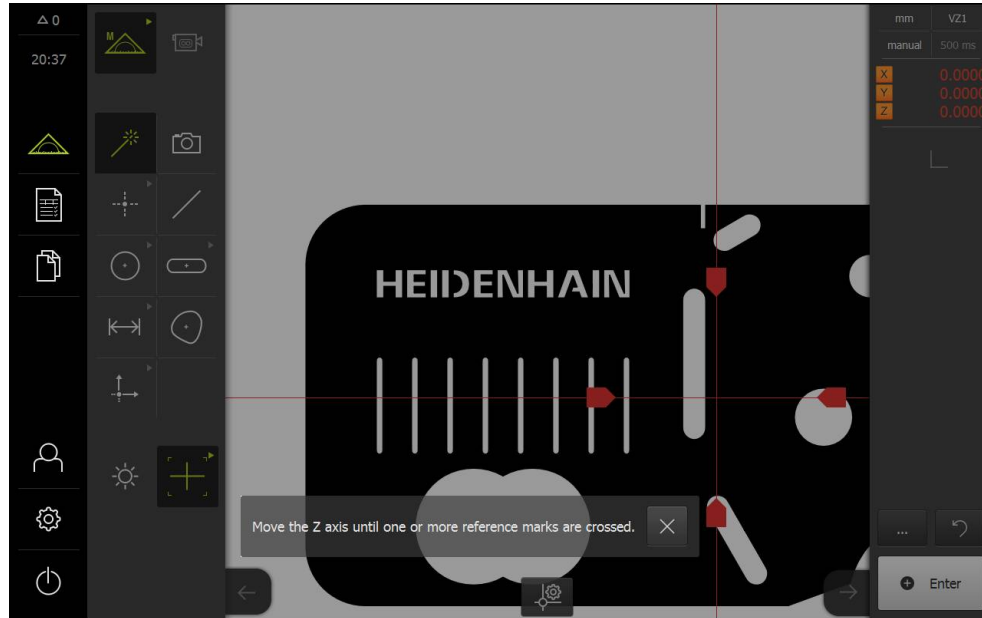 △ 0
20:37
M
mm VZ1
manual 500 ms
X 0.0000
Y 0.0000
Z 0.0000
HEIDENHAIN
Move the Z axis until one or more reference marks are crossed.
...
Enter